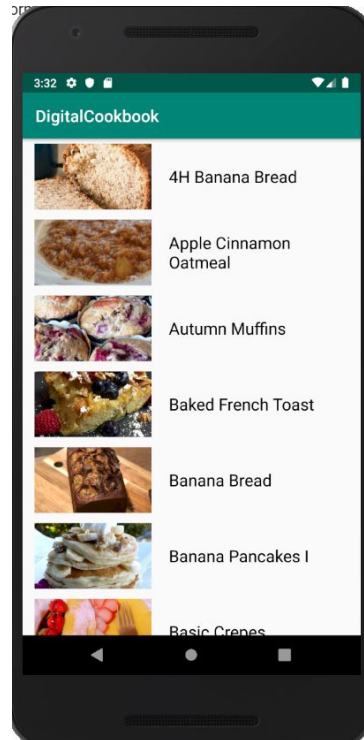 3:32
DigitalCookbook
4H Banana Bread
Apple Cinnamon
Oatmeal
Autumn Muffins
Baked French Toast
Banana Bread
Banana Pancakes I
Basic Crepes